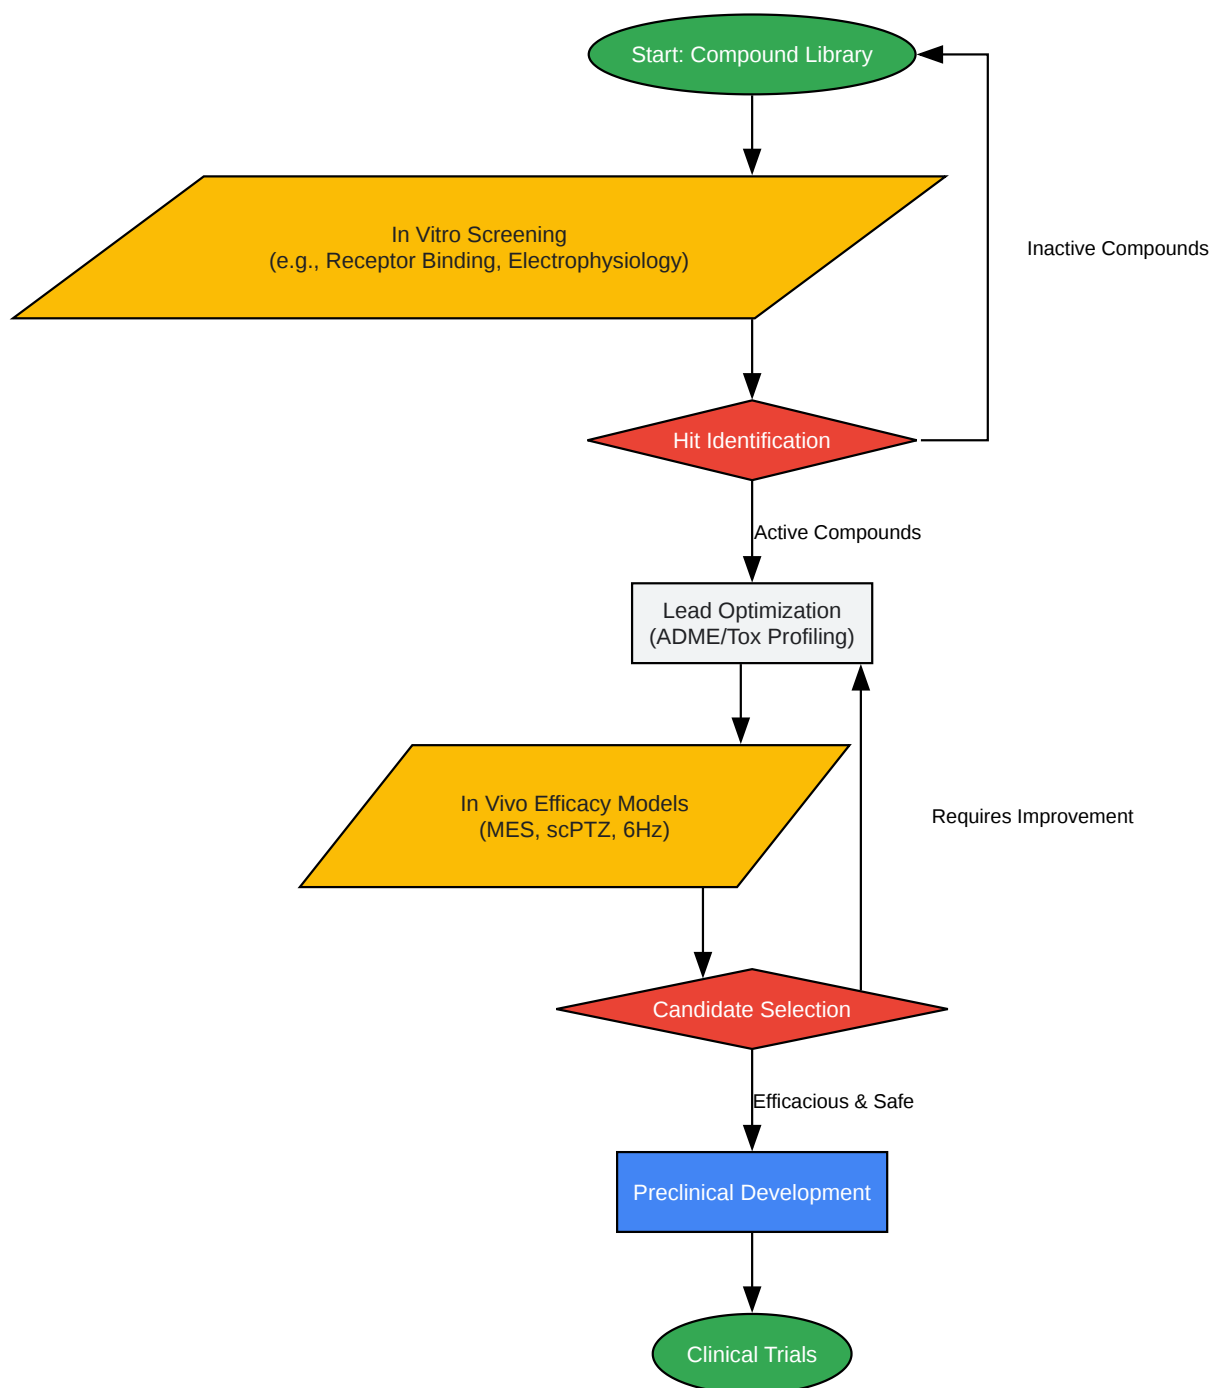 Start: Compound Library
In Vitro Screening
(e.g., Receptor Binding, Electrophysiology)
Inactive Compounds
Hit Identification
Active Compounds
Lead Optimization
(ADME/Tox Profiling)
In Vivo Efficacy Models
(MES, scPTZ, 6Hz)
Requires Improvement
Candidate Selection
Efficacious & Safe
Preclinical Development
Clinical Trials